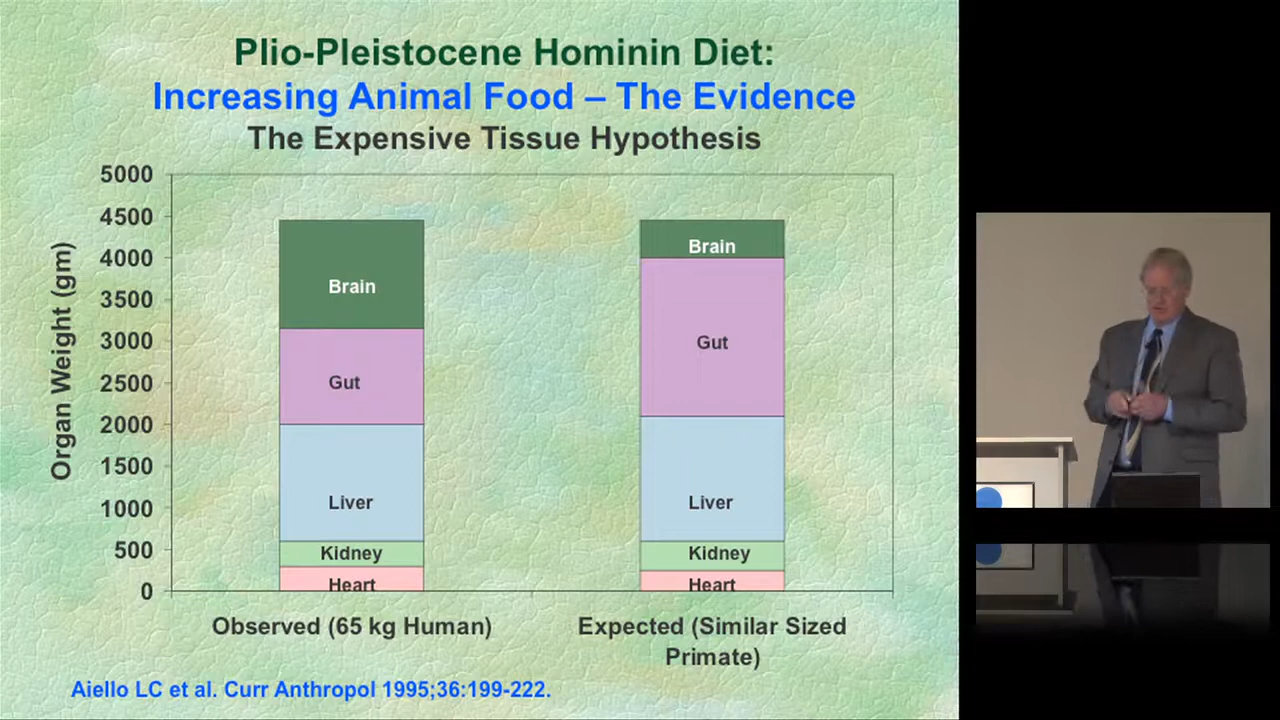 Plio-Pleistocene Hominin Diet:
Increasing Animal Food – The Evidence
The Expensive Tissue Hypothesis
Organ Weight (gm)
5000
4500
4000
3500
3000
2500
2000
1500
1000
500
0
Brain
Gut
Liver
Kidney
Heart
Brain
Gut
Liver
Kidney
Heart
Observed (65 kg Human)
Expected (Similar Sized
Primate)
Aiello LC et al. Curr Anthropol 1995;36:199-222.